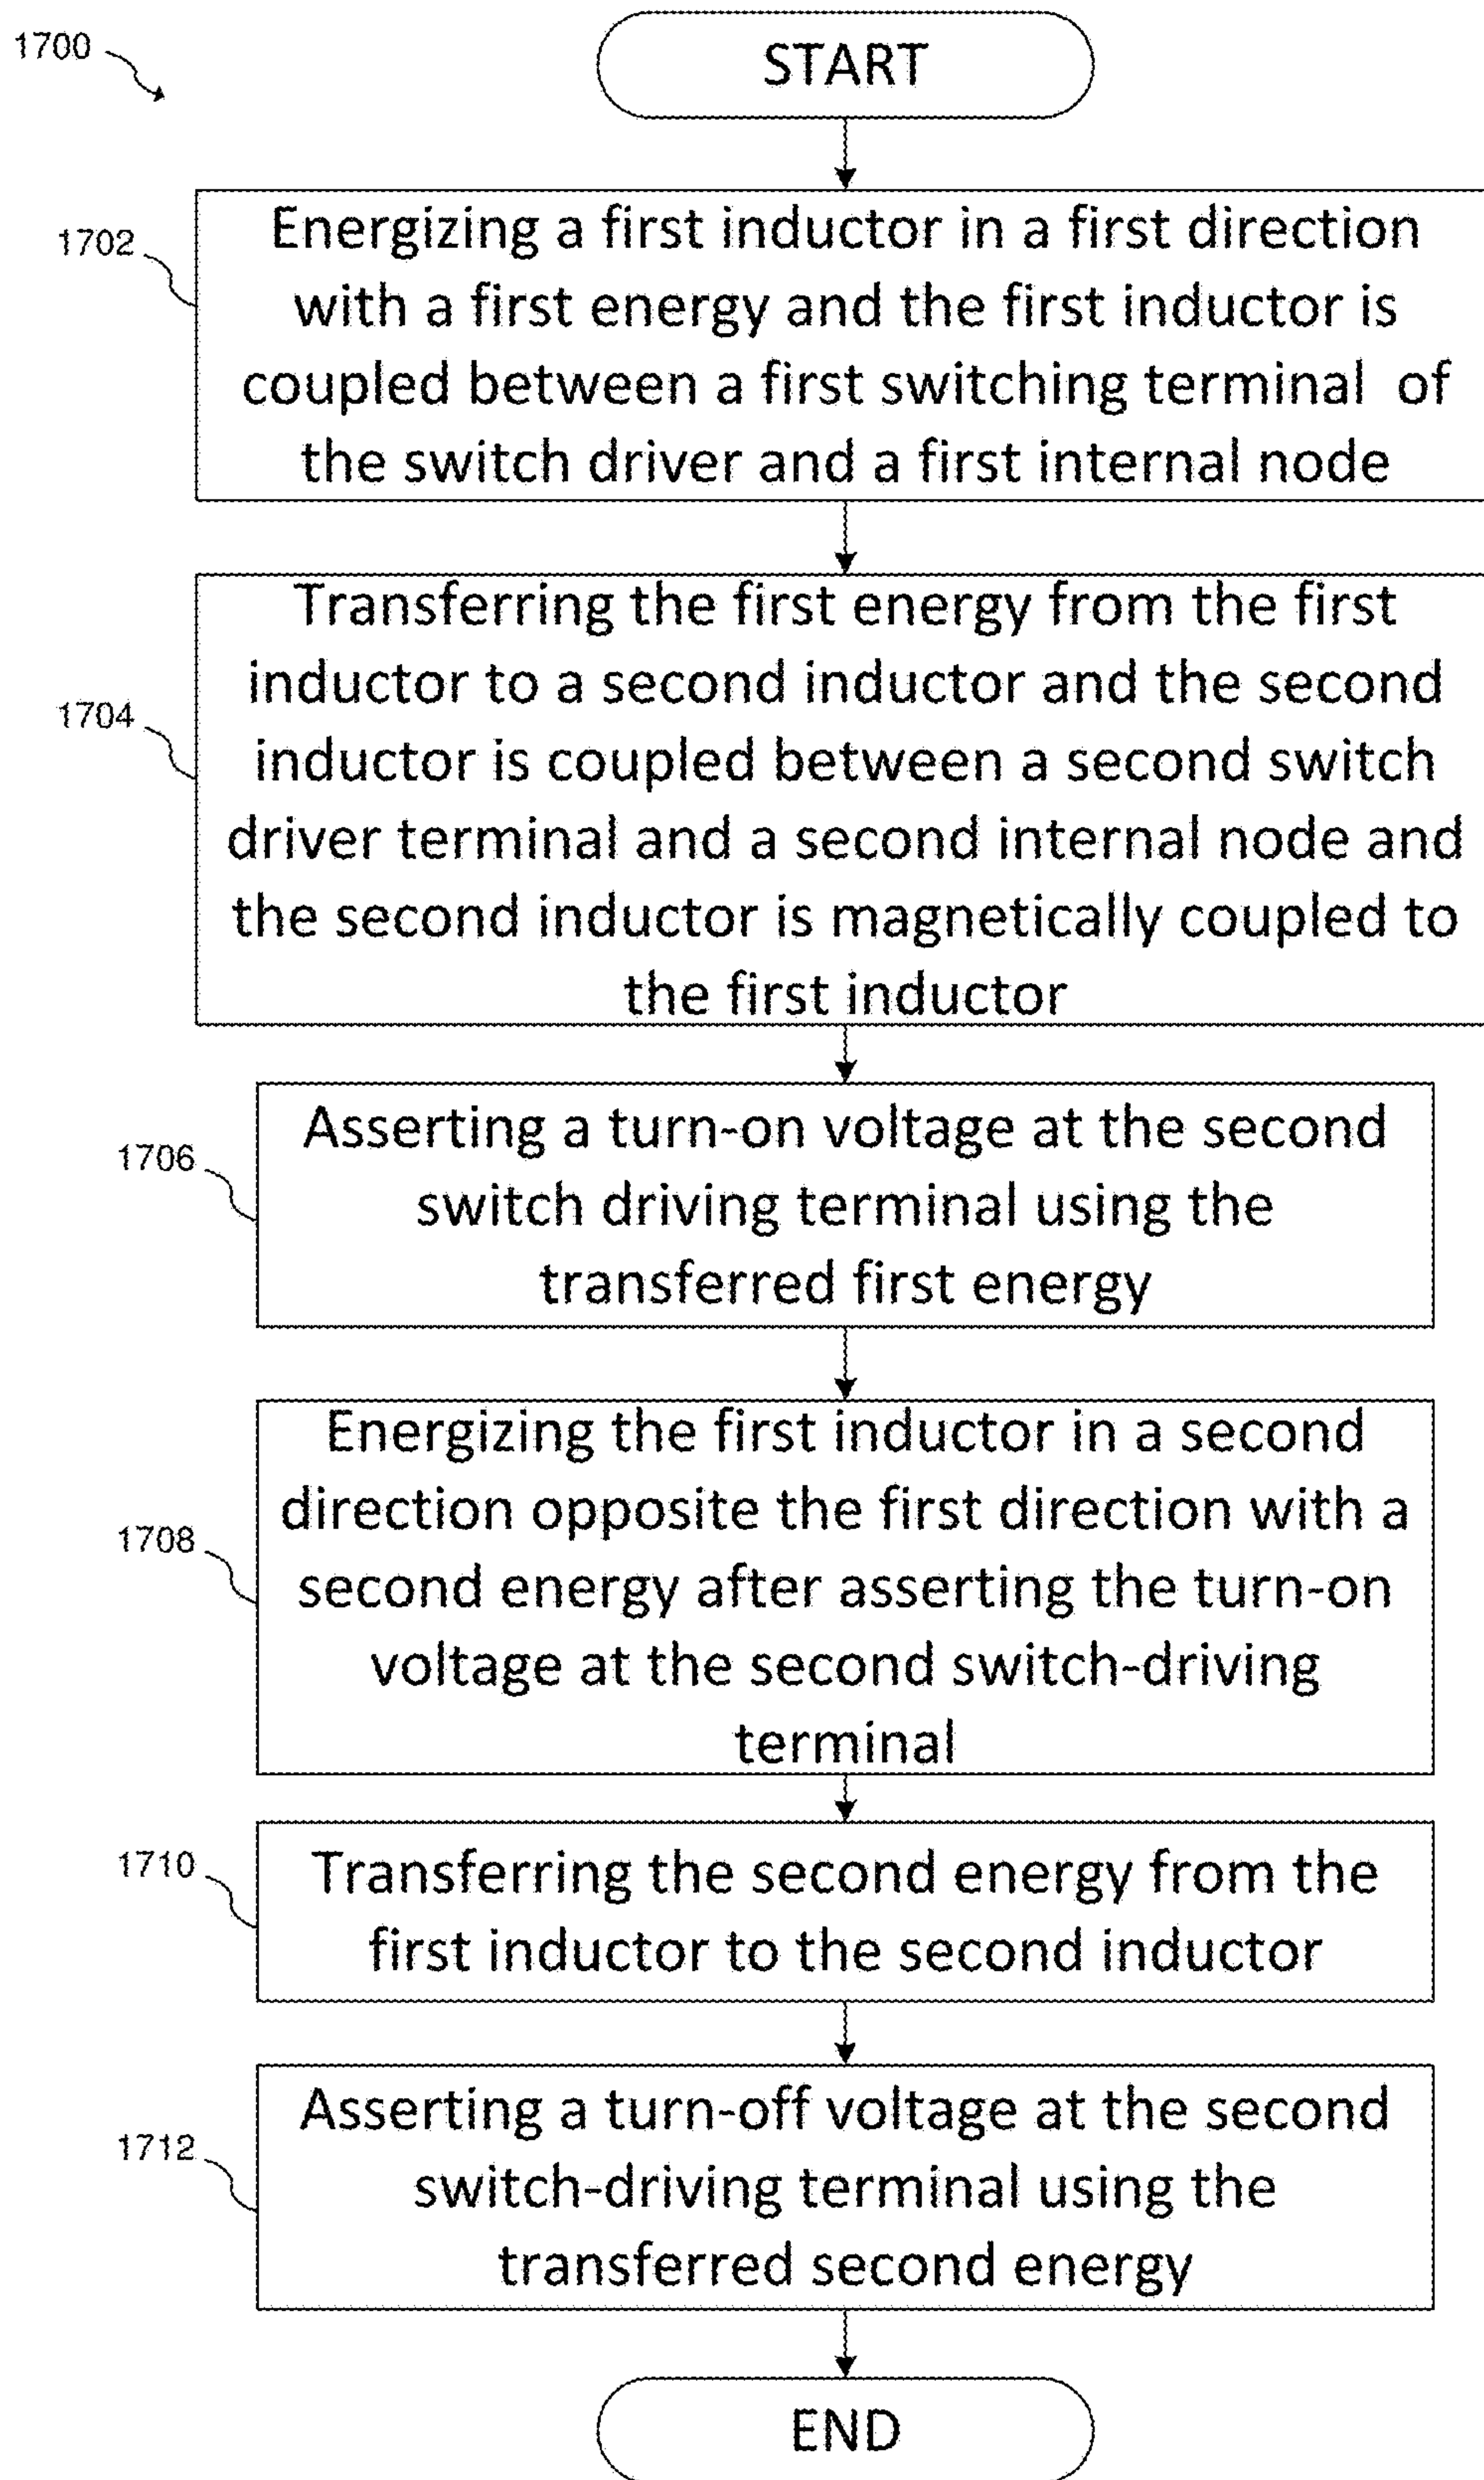 1700
START
1702
Energizing a first inductor in a first direction
with a first energy and the first inductor is
coupled between a first switching terminal of
the switch driver and a first internal node
1704
Transferring the first energy from the first
inductor to a second inductor and the second
inductor is coupled between a second switch
driver terminal and a second internal node and
the second inductor is magnetically coupled to
the first inductor
1706
Asserting a turn-on voltage at the second
switch driving terminal using the
transferred first energy
1708
Energizing the first inductor in a second
direction opposite the first direction with a
second energy after asserting the turn-on
voltage at the second switch-driving
terminal
1710
Transferring the second energy from the
first inductor to the second inductor
1712
Asserting a turn-off voltage at the second
switch-driving terminal using the
transferred second energy
END